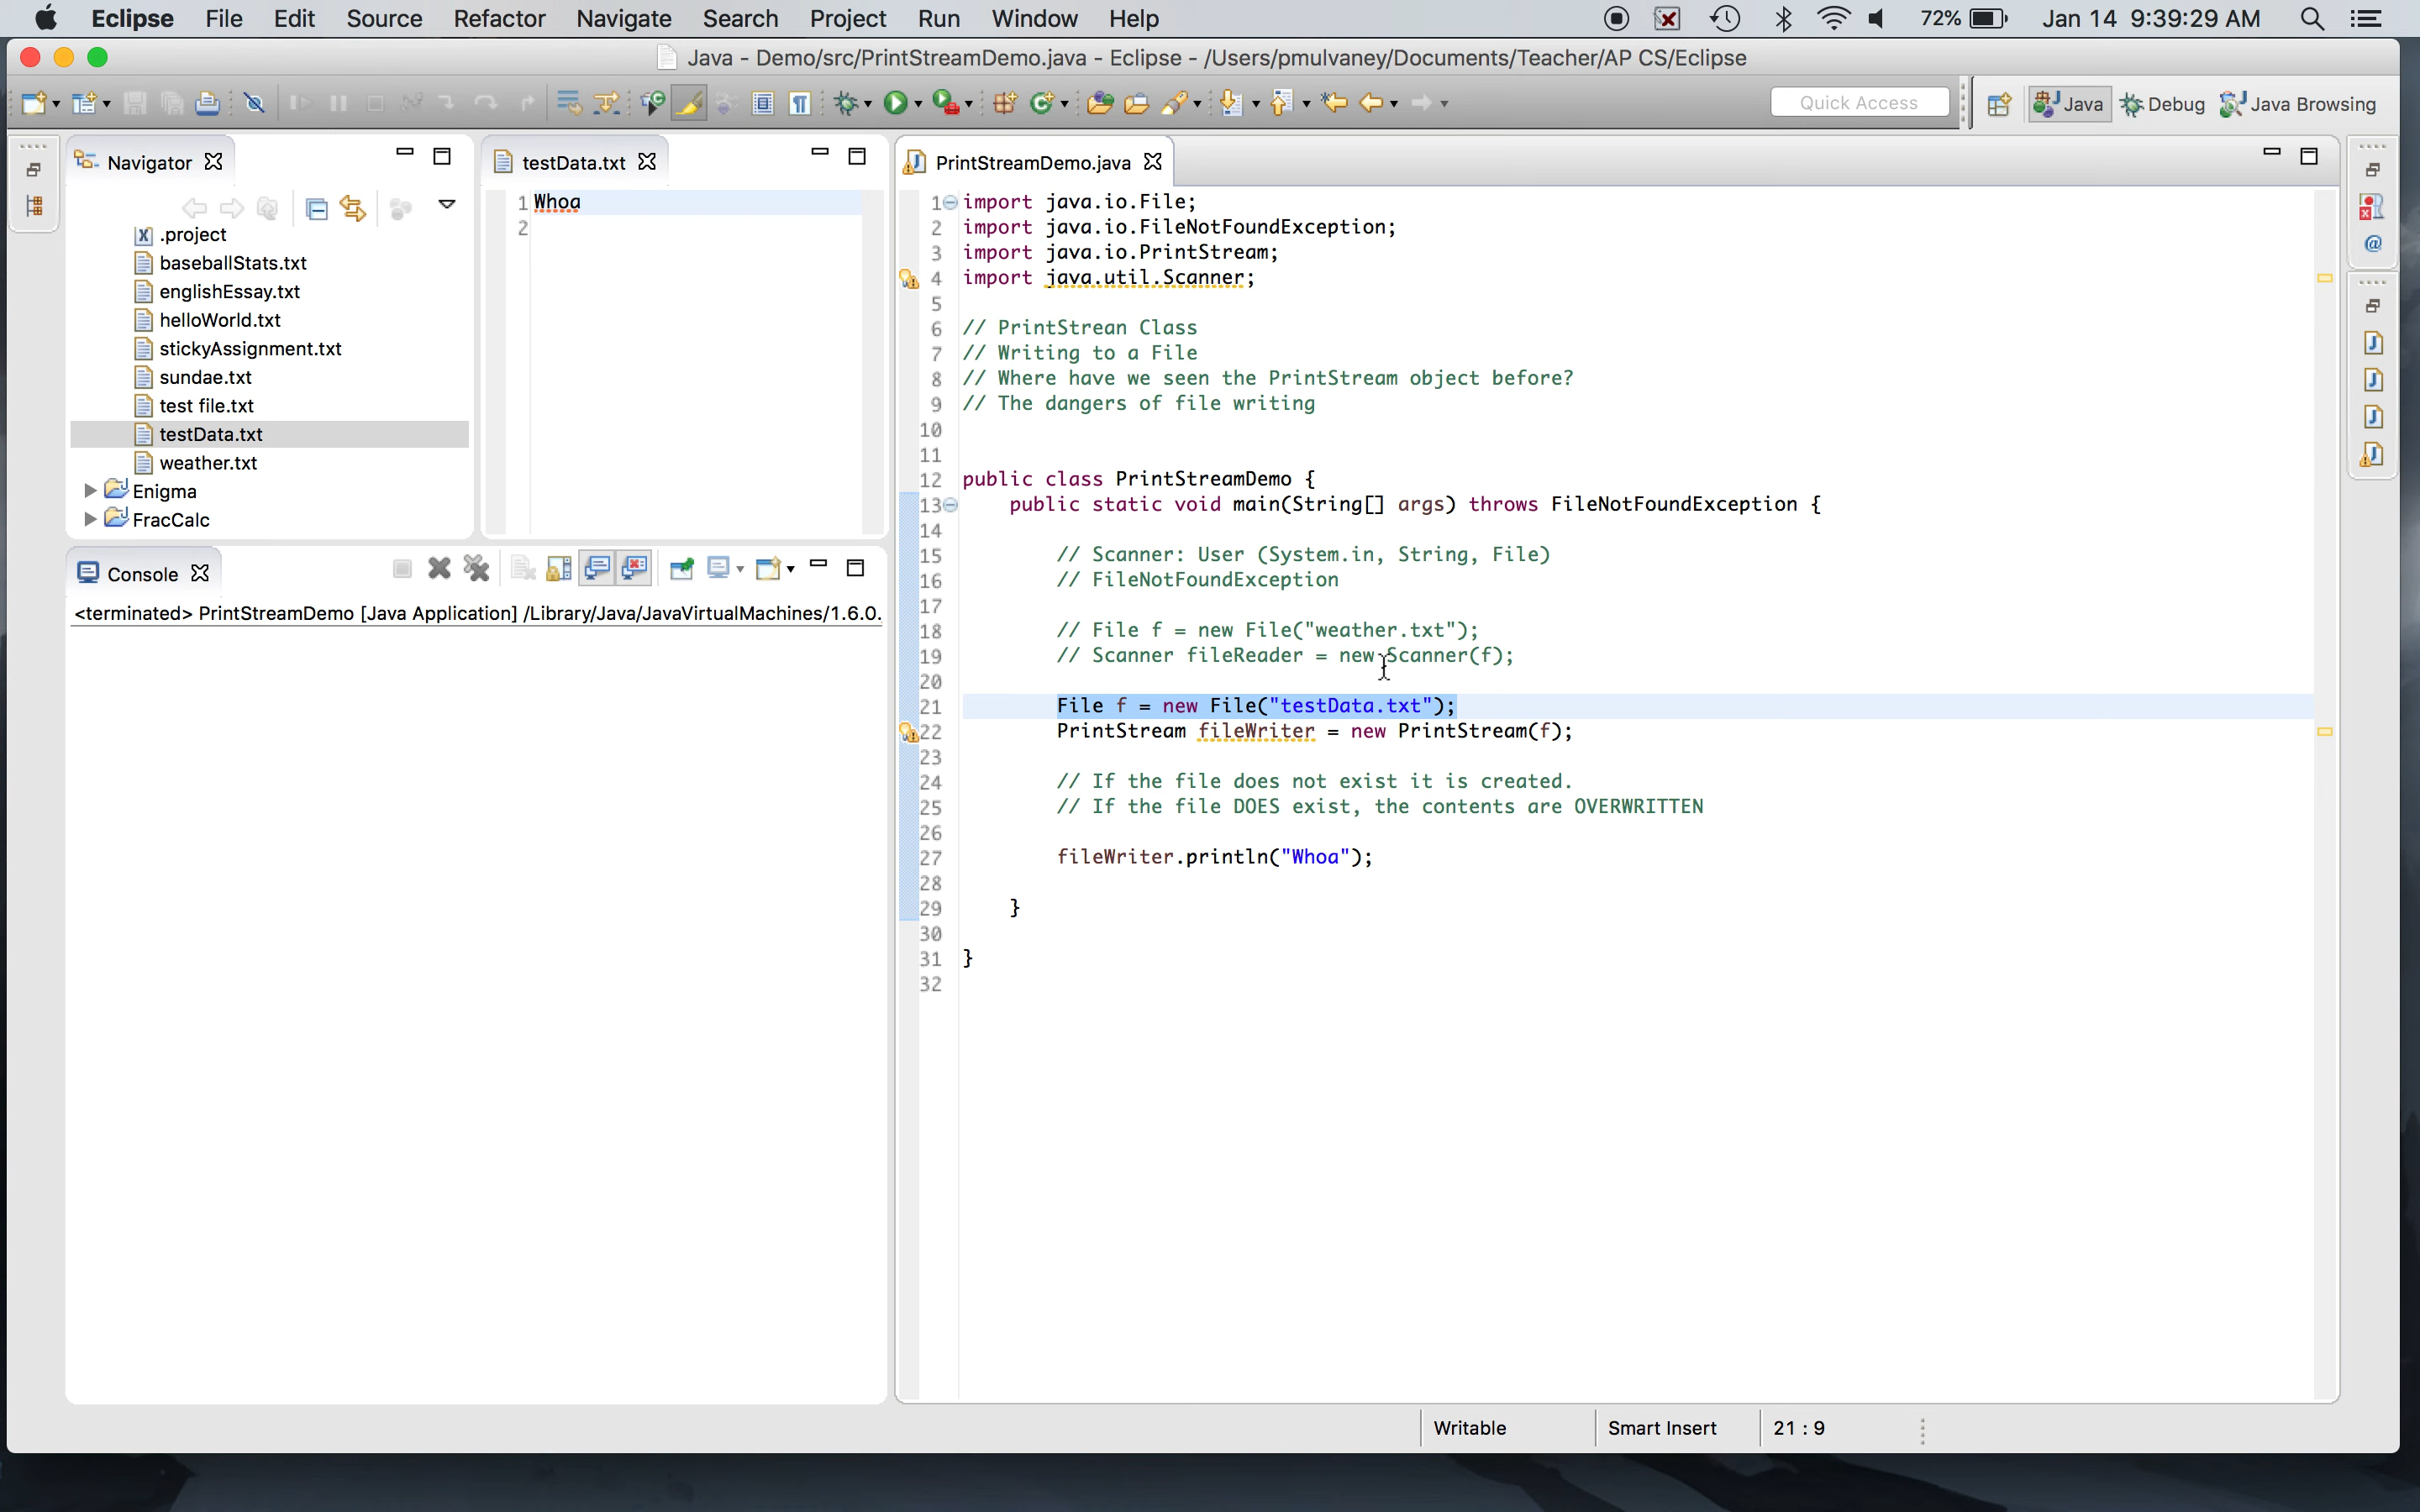 Eclipse File Edit Source Refactor Navigate Search Project Run Window Help 72% Jan 14 9:39:29 AM
Java - Demo/src/PrintStreamDemo.java - Eclipse - /Users/pmulvaney/Documents/Teacher/AP CS/Eclipse
Quick Access Java Debug Java Browsing
Navigator
.project
baseballStats.txt
englishEssay.txt
helloWorld.txt
stickyAssignment.txt
sundae.txt
test file.txt
testData.txt
weather.txt
Enigma
FracCalc
testData.txt
1 Whoa
2
Console
<terminated> PrintStreamDemo [Java Application] /Library/Java/JavaVirtualMachines/1.6.0.
PrintStreamDemo.java
1 import java.io.File;
2 import java.io.FileNotFoundException;
3 import java.io.PrintStream;
4 import java.util.Scanner;
5
6 // PrintStrean Class
7 // Writing to a File
8 // Where have we seen the PrintStream object before?
9 // The dangers of file writing
10
11
12 public class PrintStreamDemo {
13 public static void main(String[] args) throws FileNotFoundException {
14
15 // Scanner: User (System.in, String, File)
16 // FileNotFoundException
17
18 // File f = new File("weather.txt");
19 // Scanner fileReader = new Scanner(f);
20
21 File f = new File("testData.txt");
22 PrintStream fileWriter = new PrintStream(f);
23
24 // If the file does not exist it is created.
25 // If the file DOES exist, the contents are OVERWRITTEN
26
27 fileWriter.println("Whoa");
28
29 }
30
31 }
32
Writable Smart Insert 21 : 9